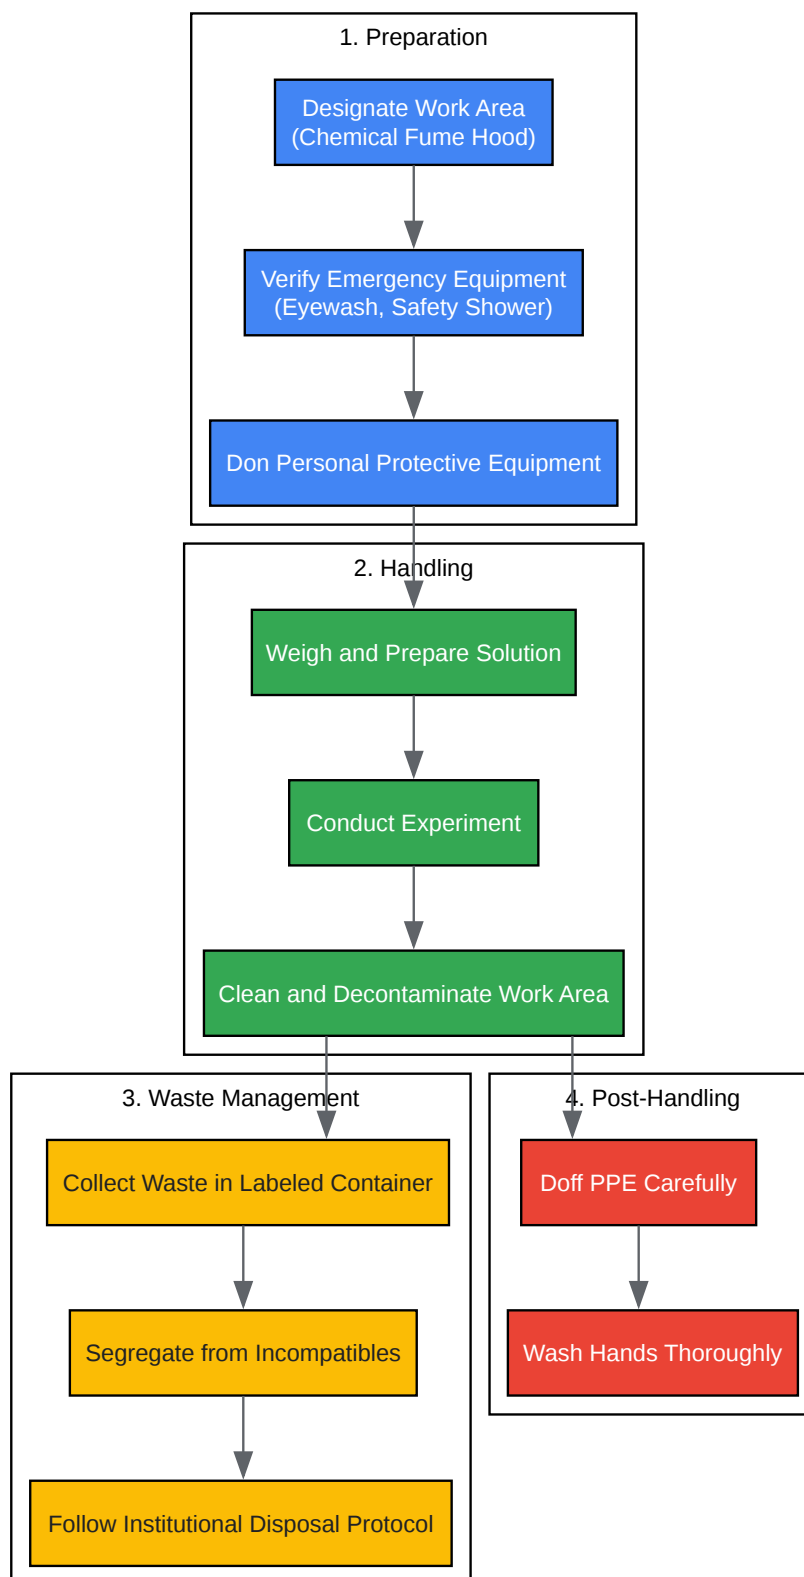 1. Preparation
Designate Work Area
(Chemical Fume Hood)
Verify Emergency Equipment
(Eyewash, Safety Shower)
Don Personal Protective Equipment
2. Handling
Weigh and Prepare Solution
Conduct Experiment
Clean and Decontaminate Work Area
3. Waste Management
Collect Waste in Labeled Container
Segregate from Incompatibles
Follow Institutional Disposal Protocol
4. Post-Handling
Doff PPE Carefully
Wash Hands Thoroughly